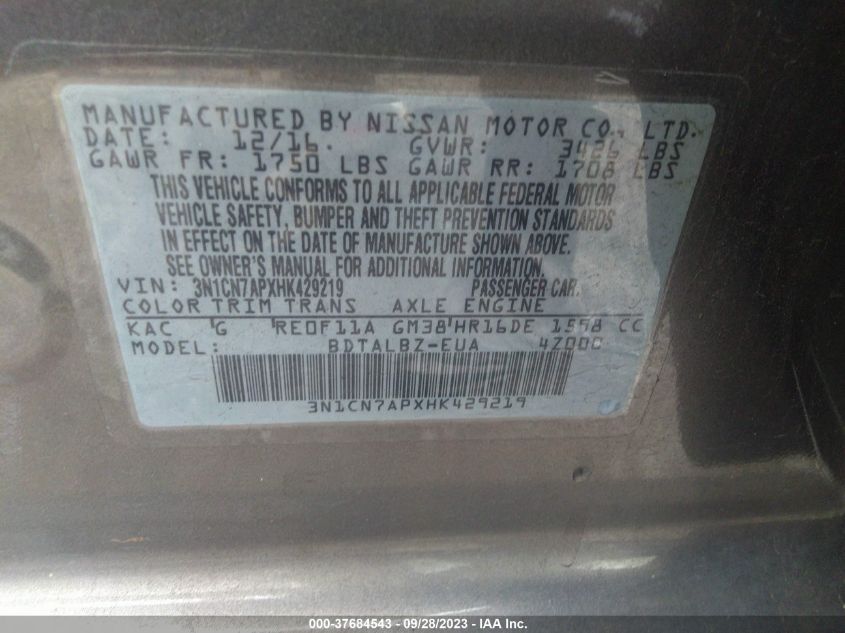 MANUFACTURED BY NISSAN MOTOR CO., LTD.
DATE: 12/16. GVWR: 3426 LBS
GAWR FR: 1750 LBS GAWR RR: 1708 LBS
THIS VEHICLE CONFORMS TO ALL APPLICABLE FEDERAL MOTOR
VEHICLE SAFETY, BUMPER AND THEFT PREVENTION STANDARDS
IN EFFECT ON THE DATE OF MANUFACTURE SHOWN ABOVE.
SEE OWNER'S MANUAL FOR ADDITIONAL INFORMATION.
VIN: 3N1CN7APXHK429219 PASSENGER CAR.
COLOR TRIM TRANS AXLE ENGINE
KAC G RE0F11A GM38 HR16DE 1598 CC
MODEL: BDTALBZ-EUA 4Z000
3N1CN7APXHK429219
000-37684543 - 09/28/2023 - IAA Inc.